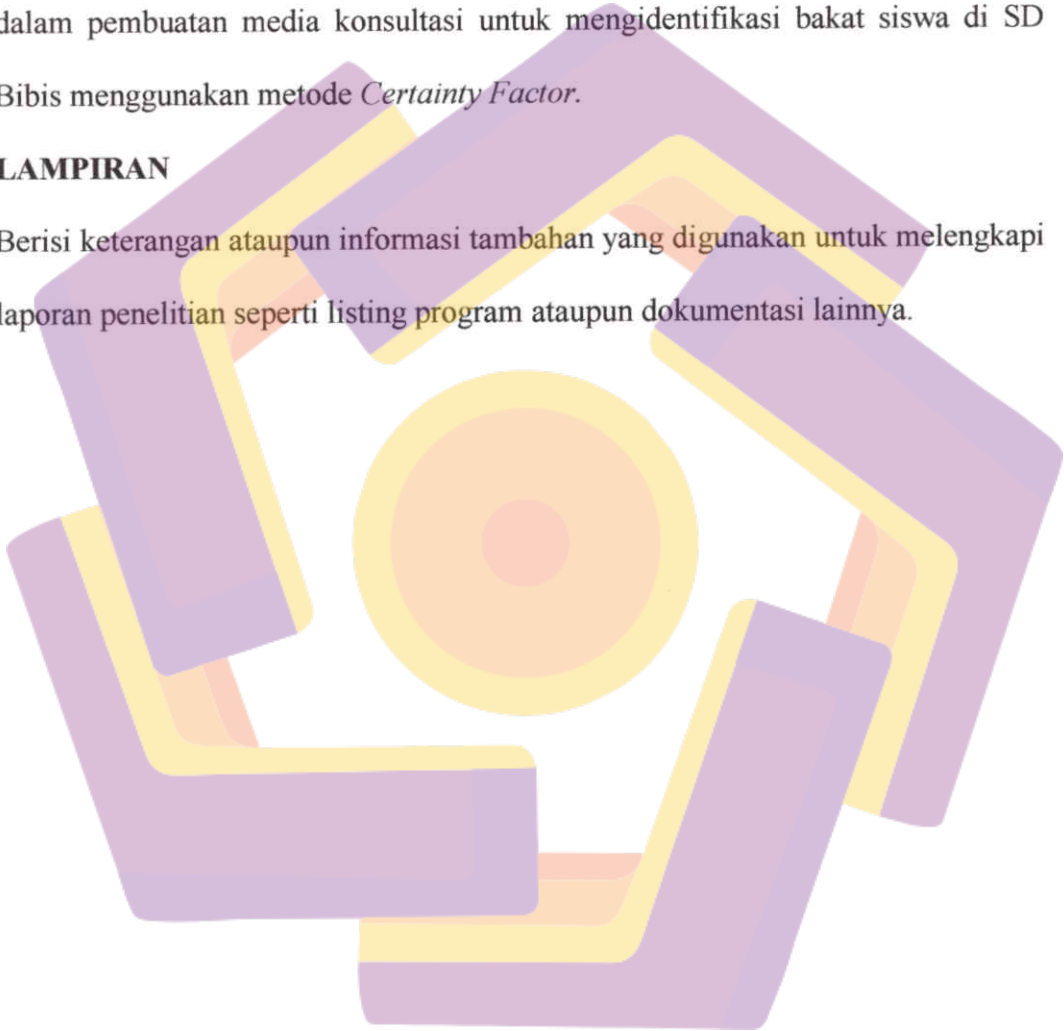 dalam pembuatan media konsultasi untuk mengidentifikasi bakat siswa di SD
Bibis menggunakan metode Certainty Factor.
LAMPIRAN
Berisi keterangan ataupun informasi tambahan yang digunakan untuk melengkapi
laporan penelitian seperti listing program ataupun dokumentasi lainnya.